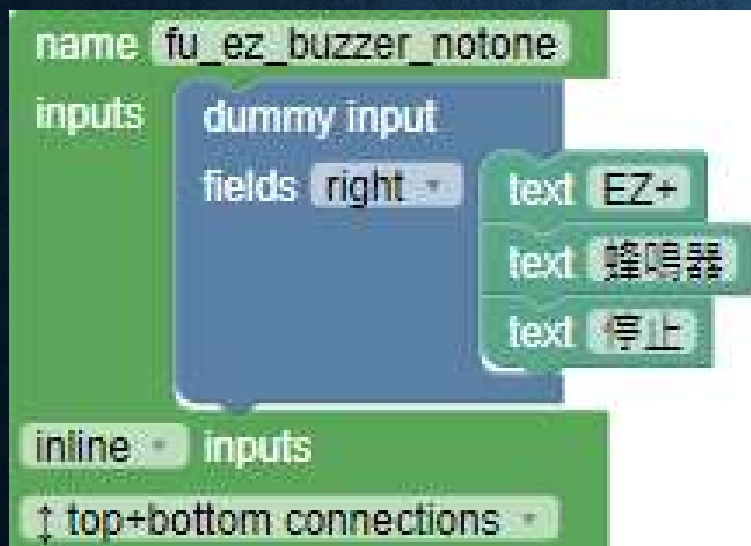 name fu_ez_buzzer_notone
inputs dummy input
fields right text EZ+
text 蜂鳴器
text 停止
inline inputs
↕ top+bottom connections